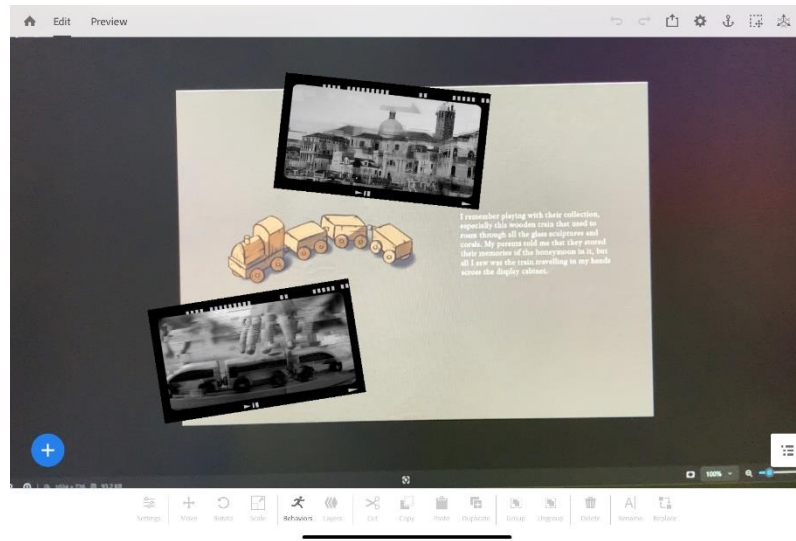 Edit Preview
I remember playing with their collection,
especially this wooden train that used to
roam through all the glass sculptures and
corals. My parents told me that they stored
their memories of the honeymoon in it, but
all I saw was the train travelling in my hands
across the display cabinet.
100%
Settings Move Rotate Scale Behaviors Layers Cut Copy Paste Duplicate Group Ungroup Delete Rename Replace